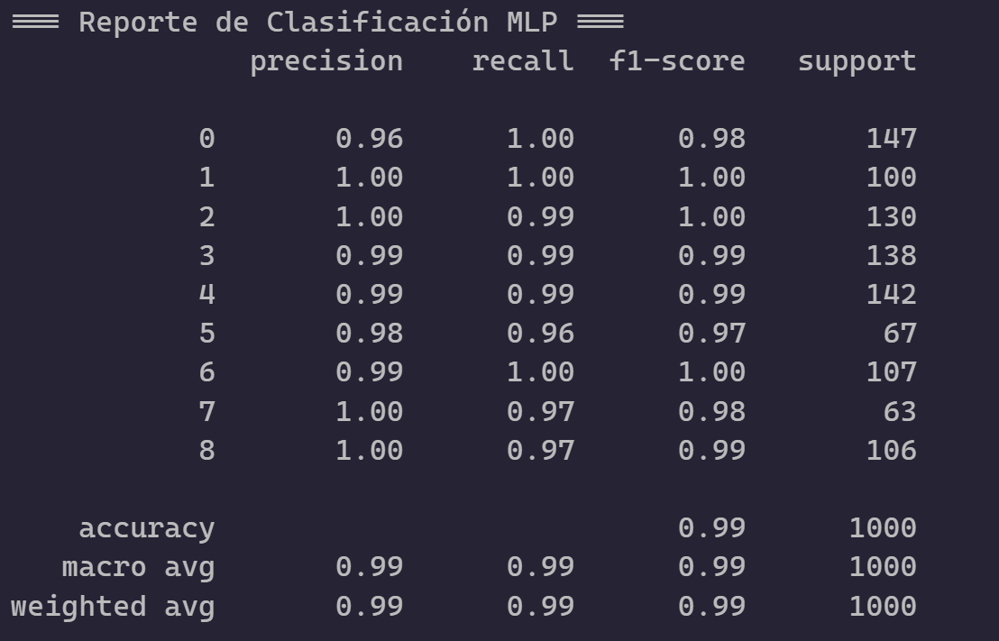 === Reporte de Clasificación MLP ===
precision recall f1-score support
0 0.96 1.00 0.98 147
1 1.00 1.00 1.00 100
2 1.00 0.99 1.00 130
3 0.99 0.99 0.99 138
4 0.99 0.99 0.99 142
5 0.98 0.96 0.97 67
6 0.99 1.00 1.00 107
7 1.00 0.97 0.98 63
8 1.00 0.97 0.99 106
accuracy 0.99 1000
macro avg 0.99 0.99 0.99 1000
weighted avg 0.99 0.99 0.99 1000